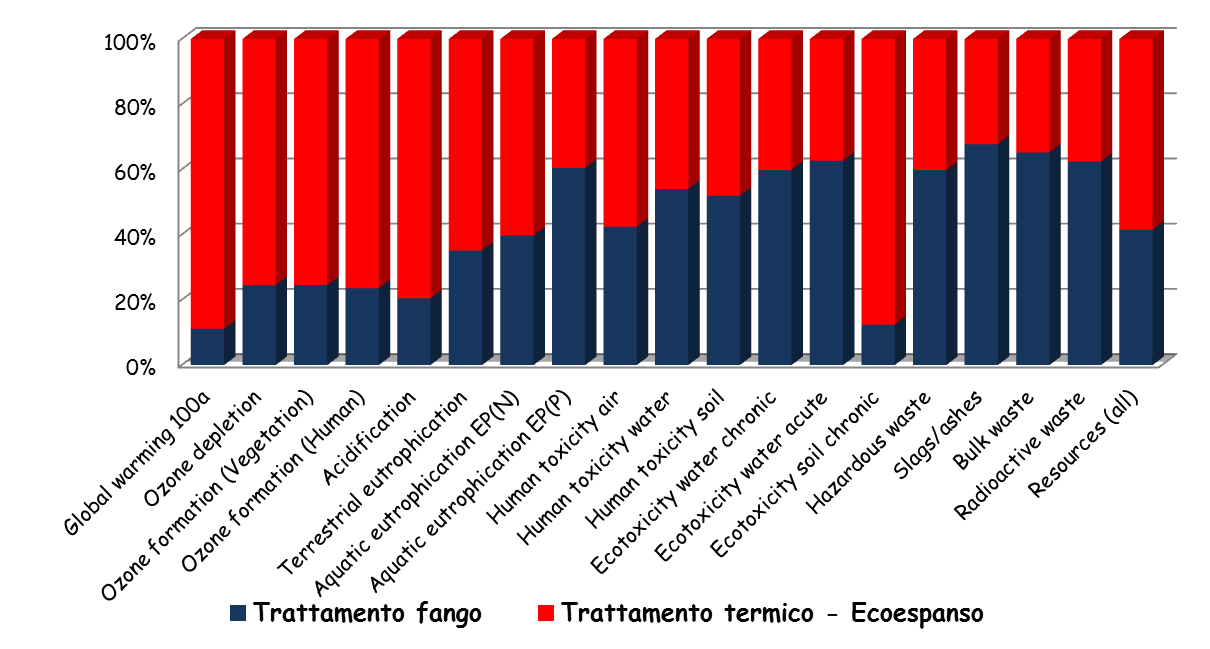 100%
80%
60%
40%
20%
0%
Global warming 100a
Ozone depletion
Ozone formation (Vegetation)
Ozone formation (Human)
Acidification
Terrestrial eutrophication
Aquatic eutrophication EP(N)
Aquatic eutrophication EP(P)
Human toxicity air
Human toxicity water
Human toxicity soil
Ecotoxicity water chronic
Ecotoxicity water acute
Ecotoxicity soil chronic
Hazardous waste
Slags/ashes
Bulk waste
Radioactive waste
Resources (all)
Trattamento fango
Trattamento termico - Ecoespanso